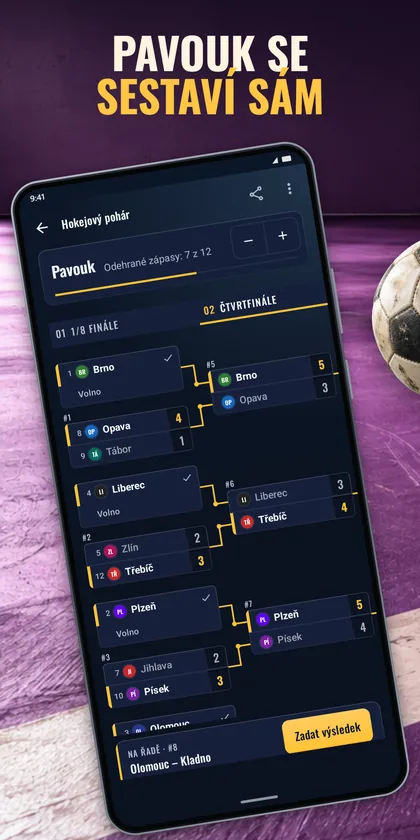 PAVOUK SE
SESTAVÍ SÁM
9:41
Hokejový pohár
Pavouk
Odehrané zápasy: 7 z 12
01 1/8 FINÁLE
02 ČTVRTFINÁLE
1 BR Brno
Volno
#1
8 OP Opava 4
9 TÁ Tábor 1
#5
BR Brno 5
OP Opava 3
4 LI Liberec
Volno
#2
5 ZL Zlín 2
12 TŘ Třebíč 3
#6
LI Liberec 3
TŘ Třebíč 4
2 PL Plzeň
Volno
#3
7 JI Jihlava 2
10 PÍ Písek 3
#7
PL Plzeň 5
PÍ Písek 4
3 OL Olomouc
NA ŘADĚ · #8
Olomouc – Kladno
Zadat výsledek